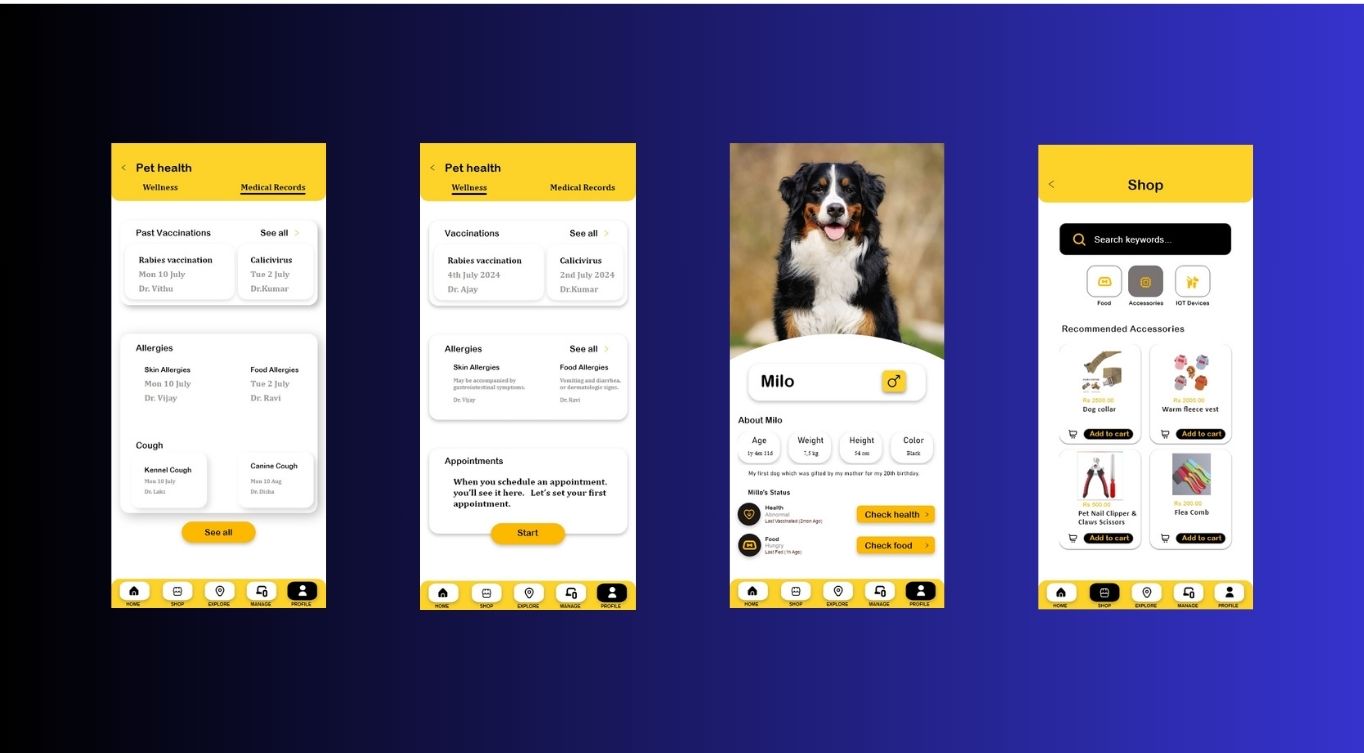 Pet health
Wellness Medical Records
Past Vaccinations See all
Rabies vaccination Calicivirus
Mon 10 July Tue 2 July
Dr. Vithu Dr.Kumar
Allergies
Skin Allergies Food Allergies
Mon 10 July Tue 2 July
Dr. Vijay Dr. Ravi
Cough
Kennel Cough Canine Cough
Mon 10 July Mon 10 Aug
Dr. Laks Dr. Disha
See all
HOME SHOP EXPLORE MANAGE PROFILE
Pet health
Wellness Medical Records
Vaccinations See all
Rabies vaccination Calicivirus
4th July 2024 2nd July 2024
Dr. Ajay Dr.Kumar
Allergies See all
Skin Allergies Food Allergies
May be accompanied by Vomiting and diarrhea.
gastrointestinal symptoms. or dermatologic signs.
Dr. Vijay Dr. Ravi
Appointments
When you schedule an appointment.
you'll see it here. Let's set your first
appointment.
Start
HOME SHOP EXPLORE MANAGE PROFILE
Milo
About Milo
Age Weight Height Color
1y 4m 11d 7,5 kg 54 cm Black
My first dog which was gifted by my mother for my 20th birthday.
Milo's Status
Health
Abnormal
Last Vaccinated (2mon Ago)
Check health
Food
Hungry
Last Fed (1h Ago)
Check food
HOME SHOP EXPLORE MANAGE PROFILE
Shop
Search keywords...
Food Accessories IOT Devices
Recommended Accessories
Rs 2500.00 Rs 2000.00
Dog collar Warm fleece vest
Add to cart Add to cart
Rs 500.00 Rs 200.00
Pet Nail Clipper & Flea Comb
Claws Scissors
Add to cart Add to cart
HOME SHOP EXPLORE MANAGE PROFILE